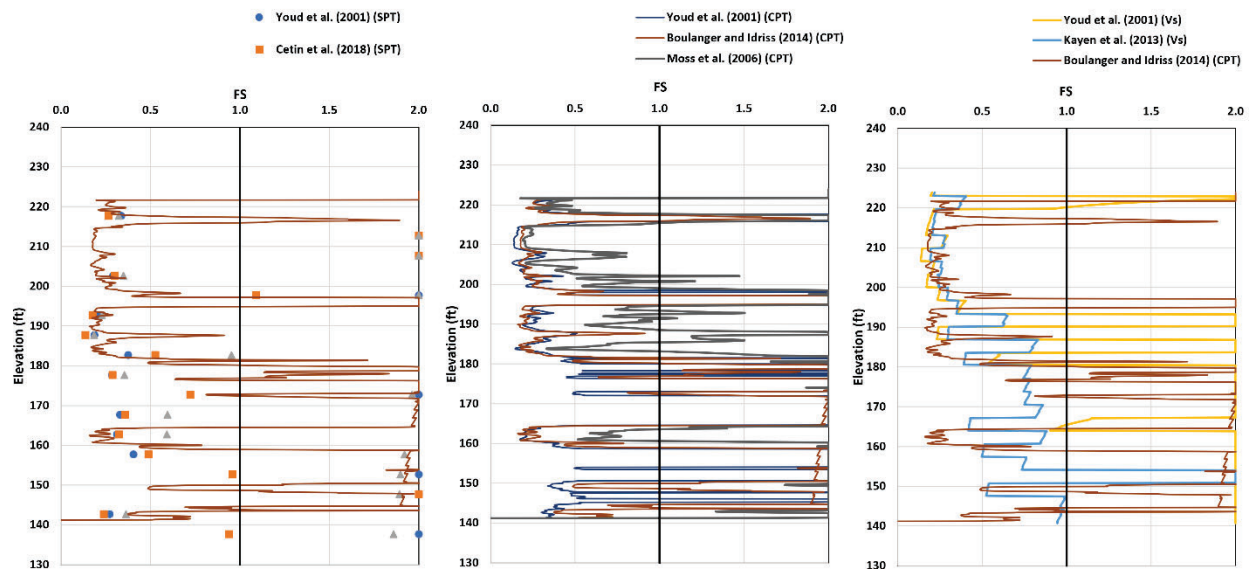 Youd et al. (2001) (SPT)
Cetin et al. (2018) (SPT)
FS
0.0 0.5 1.0 1.5 2.0
Elevation (ft)
240
230
220
210
200
190
180
170
160
150
140
130
Youd et al. (2001) (CPT)
Boulanger and Idriss (2014) (CPT)
Moss et al. (2006) (CPT)
FS
0.0 0.5 1.0 1.5 2.0
Elevation (ft)
240
230
220
210
200
190
180
170
160
150
140
130
Youd et al. (2001) (Vs)
Kayen et al. (2013) (Vs)
Boulanger and Idriss (2014) (CPT)
FS
0.0 0.5 1.0 1.5 2.0
Elevation (ft)
240
230
220
210
200
190
180
170
160
150
140
130